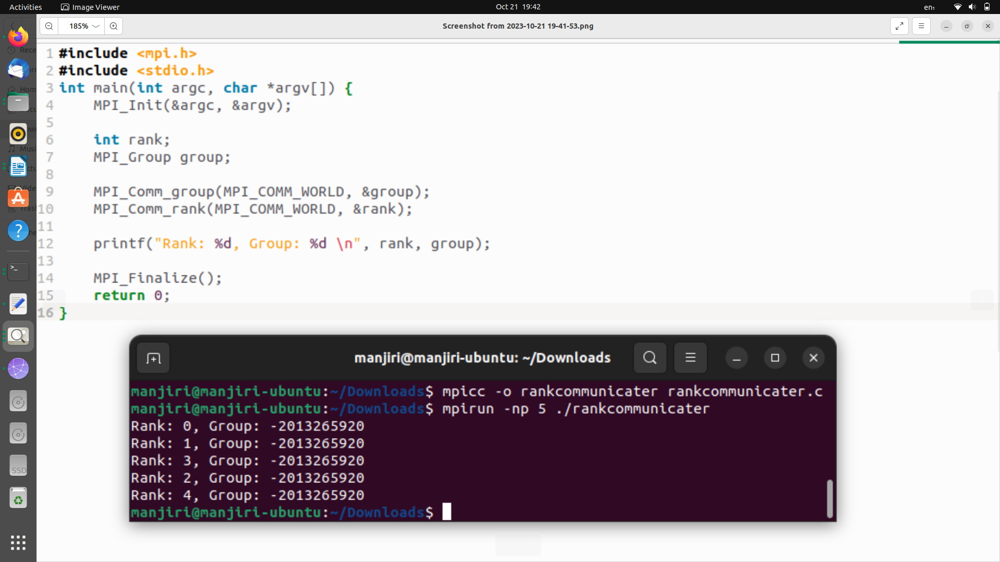 Activities Image Viewer Oct 21 19:42 en₁
185% Screenshot from 2023-10-21 19-41-53.png
1 #include <mpi.h>
2 #include <stdio.h>
3 int main(int argc, char *argv[]) {
4     MPI_Init(&argc, &argv);
5
6     int rank;
7     MPI_Group group;
8
9     MPI_Comm_group(MPI_COMM_WORLD, &group);
10     MPI_Comm_rank(MPI_COMM_WORLD, &rank);
11
12     printf("Rank: %d, Group: %d \n", rank, group);
13
14     MPI_Finalize();
15     return 0;
16 }
manjiri@manjiri-ubuntu: ~/Downloads
manjiri@manjiri-ubuntu:~/Downloads$ mpicc -o rankcommunicater rankcommunicater.c
manjiri@manjiri-ubuntu:~/Downloads$ mpirun -np 5 ./rankcommunicater
Rank: 0, Group: -2013265920
Rank: 1, Group: -2013265920
Rank: 3, Group: -2013265920
Rank: 2, Group: -2013265920
Rank: 4, Group: -2013265920
manjiri@manjiri-ubuntu:~/Downloads$
SSD